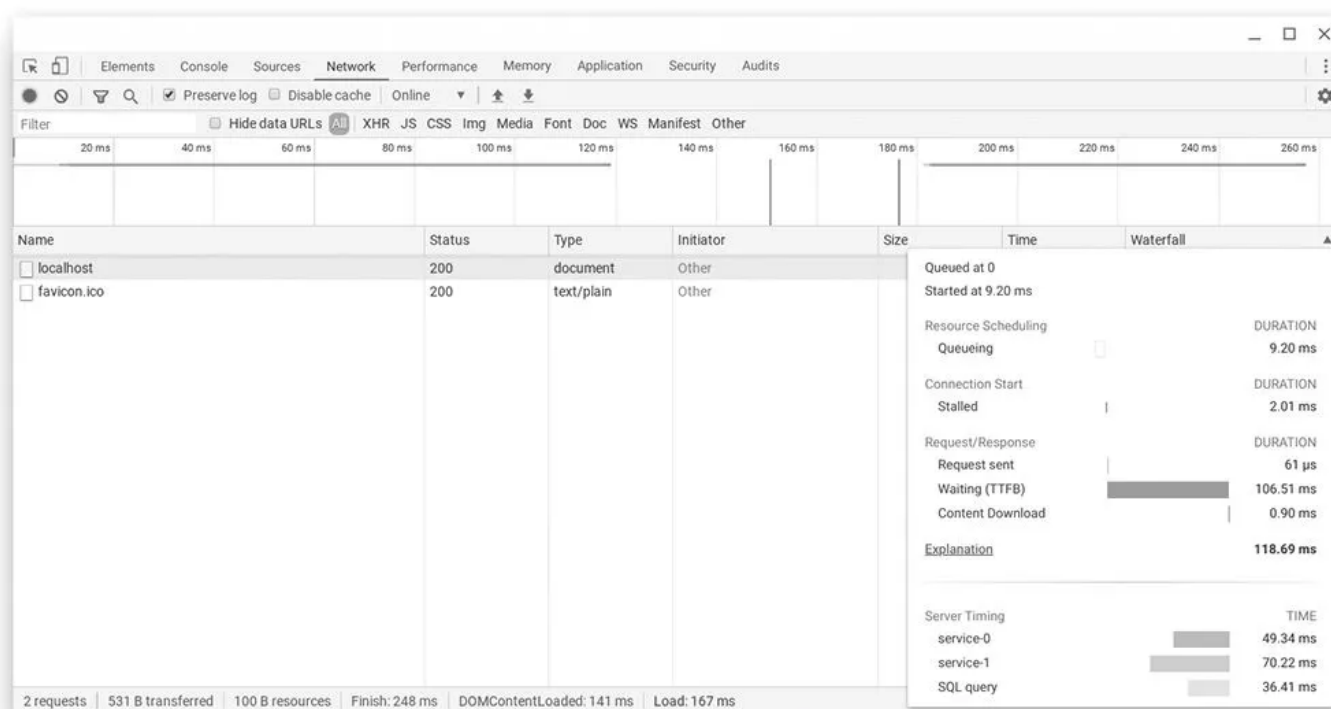 Elements Console Sources Network Performance Memory Application Security Audits
Preserve log Disable cache Online
Filter Hide data URLs All XHR JS CSS Img Media Font Doc WS Manifest Other
20 ms 40 ms 60 ms 80 ms 100 ms 120 ms 140 ms 160 ms 180 ms 200 ms 220 ms 240 ms 260 ms
Name Status Type Initiator Size Time Waterfall
localhost 200 document Other
favicon.ico 200 text/plain Other
Queued at 0
Started at 9.20 ms
Resource Scheduling DURATION
Queueing 9.20 ms
Connection Start DURATION
Stalled 2.01 ms
Request/Response DURATION
Request sent 61 μs
Waiting (TTFB) 106.51 ms
Content Download 0.90 ms
Explanation 118.69 ms
Server Timing TIME
service-0 49.34 ms
service-1 70.22 ms
SQL query 36.41 ms
2 requests 531 B transferred 100 B resources Finish: 248 ms DOMContentLoaded: 141 ms Load: 167 ms